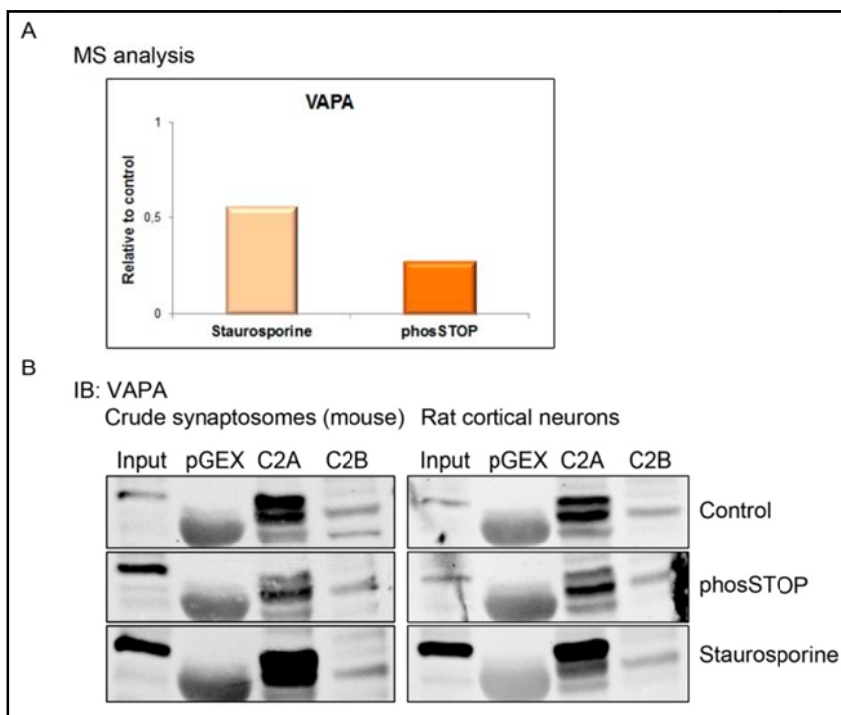 A
MS analysis
VAPA
Relative to control
1
0,5
0
Staurosporine phosSTOP
B
IB: VAPA
Crude synaptosomes (mouse) Rat cortical neurons
Input pGEX C2A C2B Input pGEX C2A C2B
Control
phosSTOP
Staurosporine